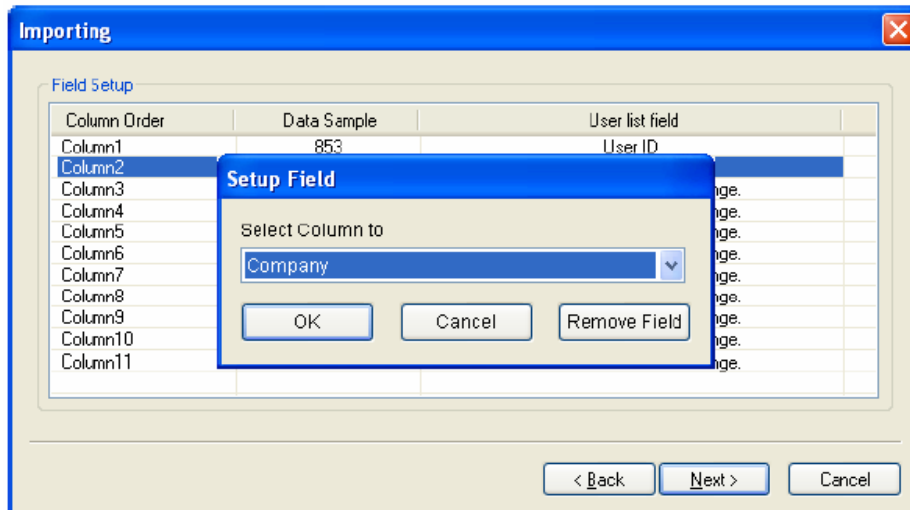 Importing
Field Setup
Column Order Data Sample User list field
Column1 853 User ID
Column2
Column3 nge.
Column4 nge.
Column5 nge.
Column6 nge.
Column7 nge.
Column8 nge.
Column9 nge.
Column10 nge.
Column11 nge.
Setup Field
Select Column to
Company
OK Cancel Remove Field
< Back Next > Cancel